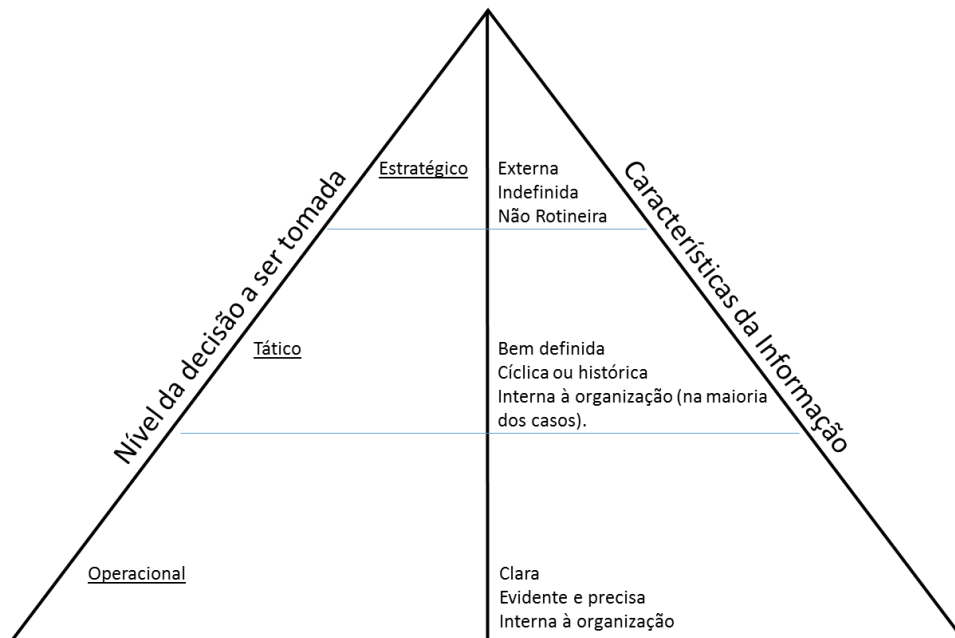 Nível da decisão a ser tomada
Características da Informação
Estratégico
Externa
Indefinida
Não Rotineira
Tático
Bem definida
Cíclica ou histórica
Interna à organização (na maioria
dos casos).
Operacional
Clara
Evidente e precisa
Interna à organização